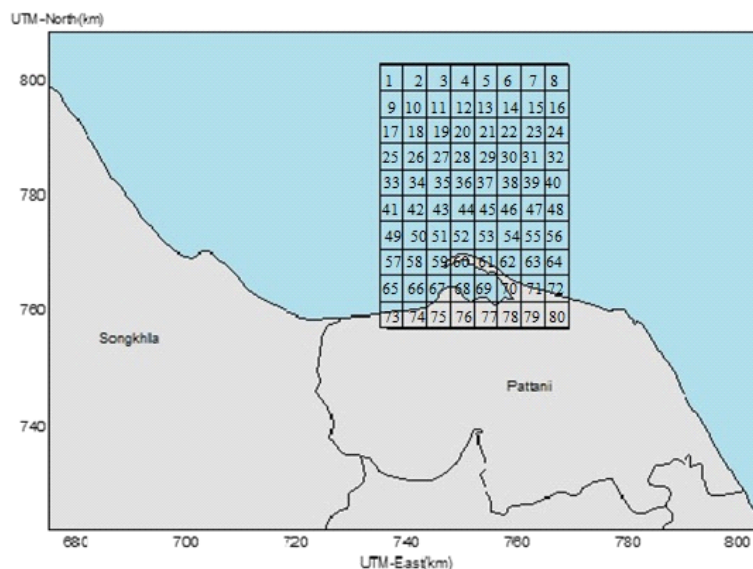 UTM-North(km)
800
1 2 3 4 5 6 7 8
9 10 11 12 13 14 15 16
17 18 19 20 21 22 23 24
25 26 27 28 29 30 31 32
33 34 35 36 37 38 39 40
780
41 42 43 44 45 46 47 48
49 50 51 52 53 54 55 56
57 58 59 60 61 62 63 64
65 66 67 68 69 70 71 72
760
73 74 75 76 77 78 79 80
Songkhla
Pattanii
740
680 700 720 740 760 780 800
UTM-East(km)